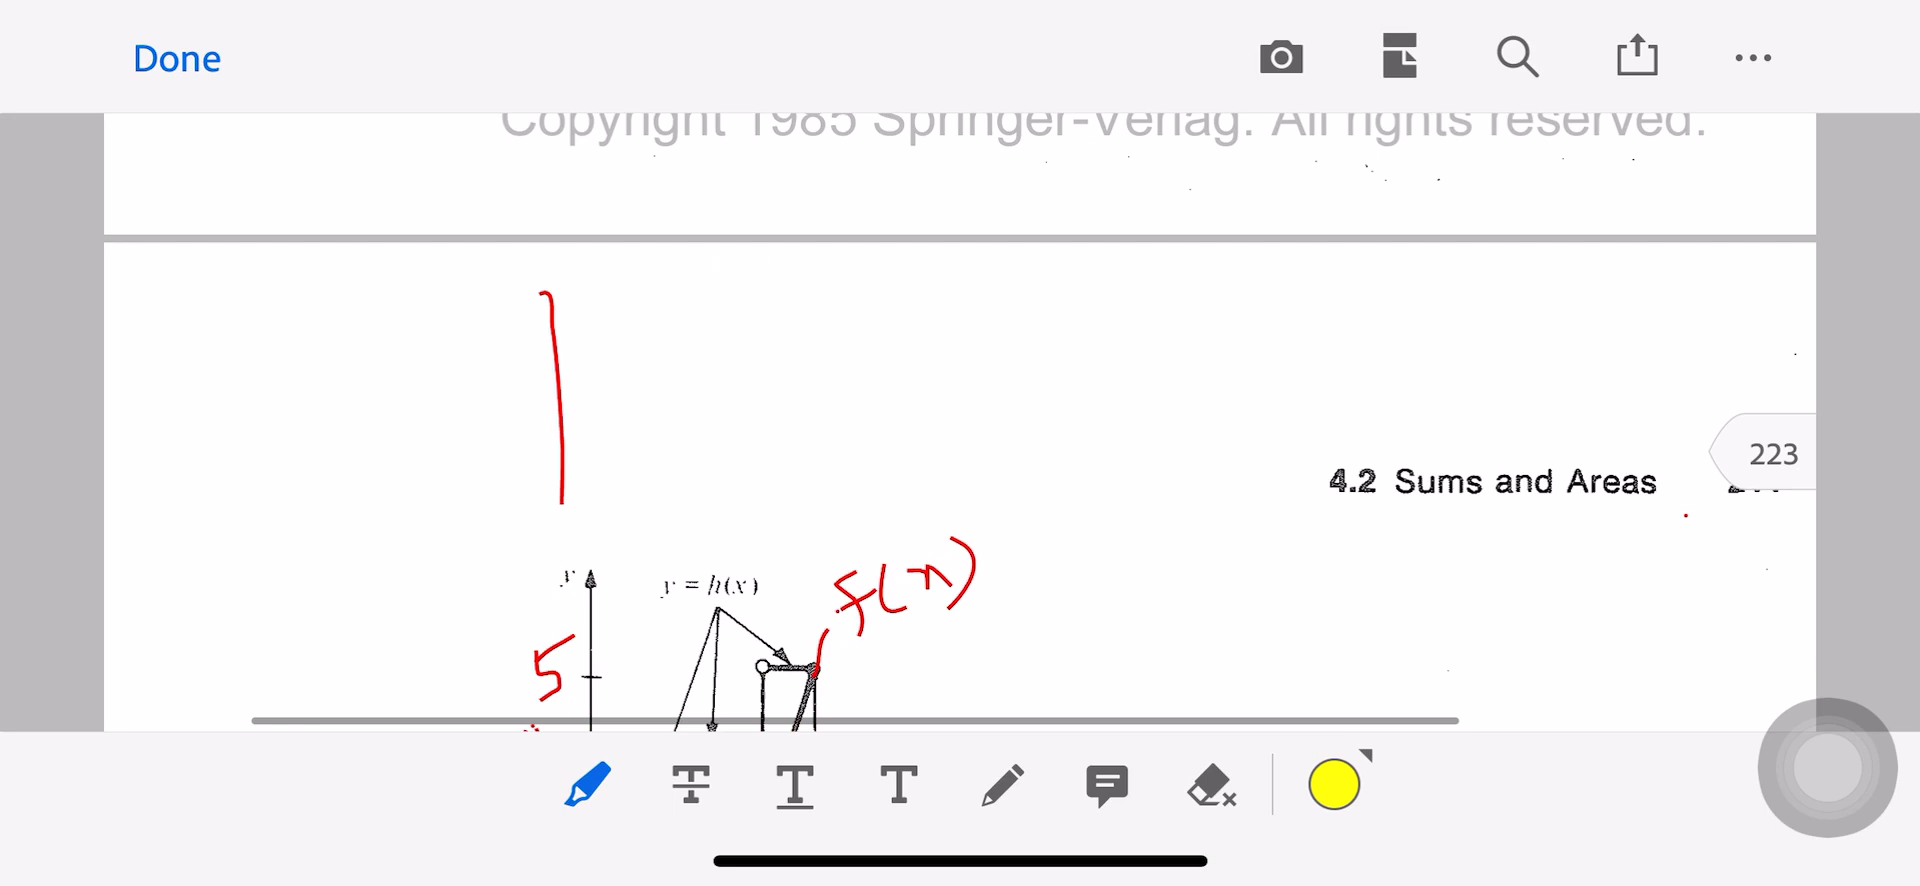 Done
Copyright 1985 Springer-Verlag. All rights reserved.
223
4.2 Sums and Areas
y
y = h(x)
f(x)
5